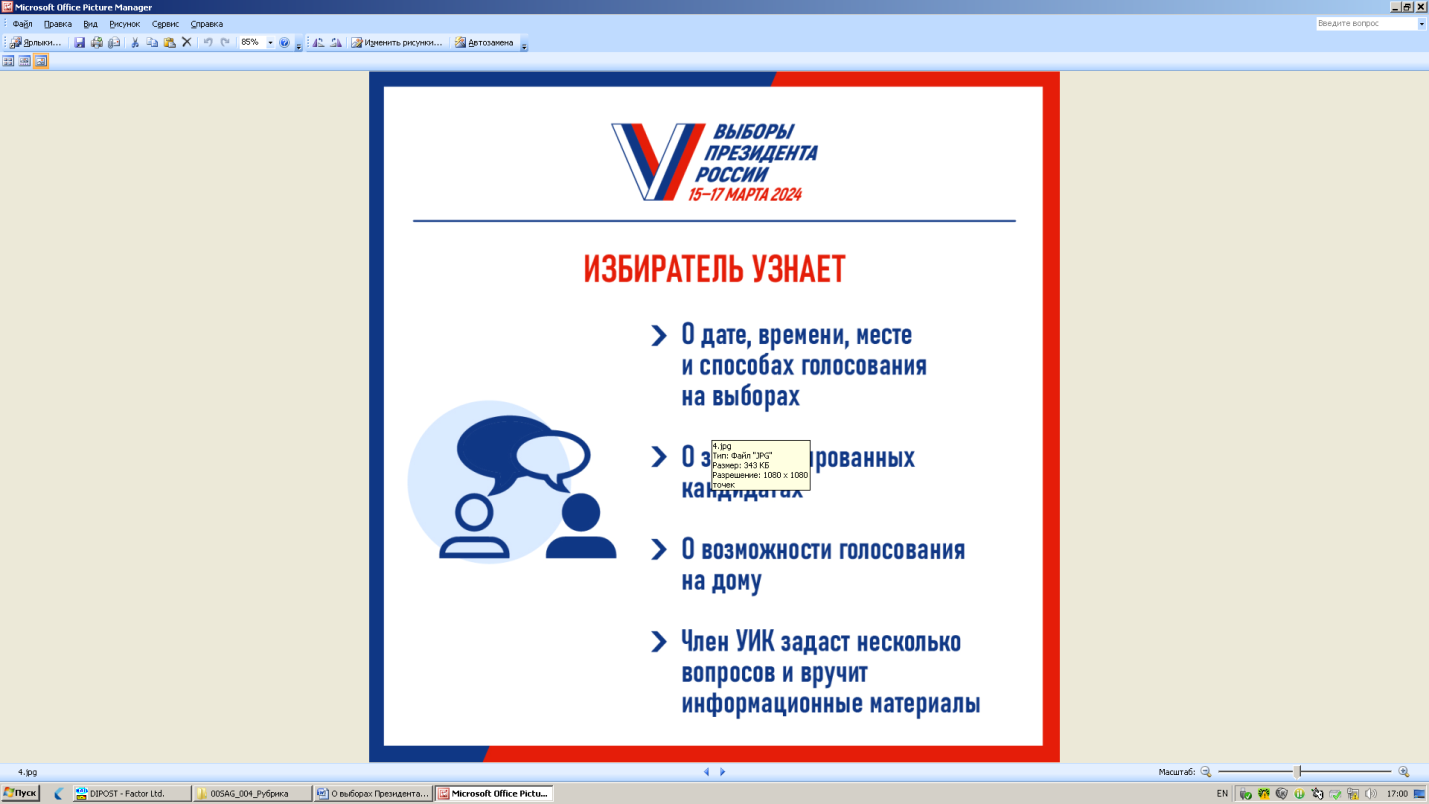 Microsoft Office Picture Manager
Файл Правка Вид Рисунок Сервис Справка
Введите вопрос
Ярлыки... 85% Изменить рисунки... Автозамена
ВЫБОРЫ
ПРЕЗИДЕНТА
РОССИИ
15–17 МАРТА 2024
ИЗБИРАТЕЛЬ УЗНАЕТ
О дате, времени, месте
и способах голосования
на выборах
О
4.jpg
Тип: Файл "JPG"
Размер: 343 КБ
Разрешение: 1080 x 1080
точек
кандидатах
О возможности голосования
на дому
Член УИК задаст несколько
вопросов и вручит
информационные материалы
4.jpg
Масштаб:
Пуск DIPOST - Factor Ltd. 00SAG_004_Рубрика О выборах Президента... Microsoft Office Pictu... EN 17:00